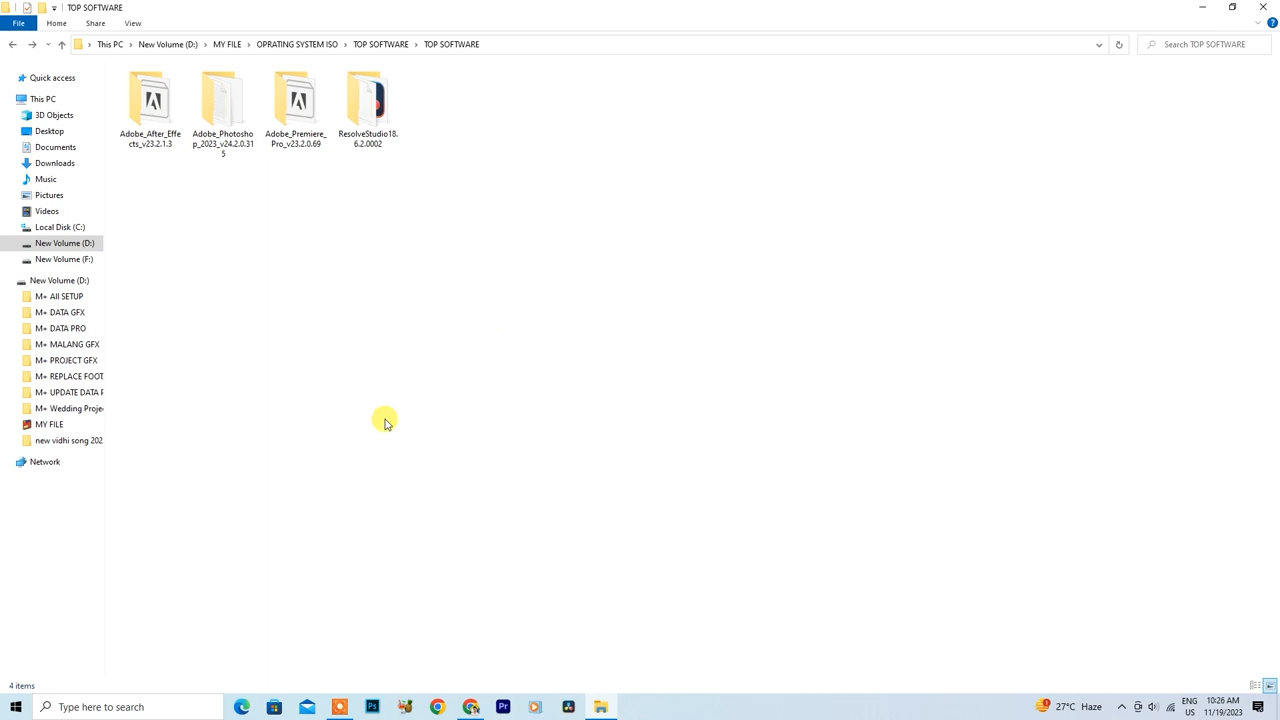 TOP SOFTWARE
File Home Share View
This PC New Volume (D:) MY FILE OPRATING SYSTEM ISO TOP SOFTWARE TOP SOFTWARE
Search TOP SOFTWARE
Quick access
This PC
3D Objects
Desktop
Documents
Downloads
Music
Pictures
Videos
Local Disk (C:)
New Volume (D:)
New Volume (F:)
New Volume (D:)
M+ All SETUP
M+ DATA GFX
M+ DATA PRO
M+ MALANG GFX
M+ PROJECT GFX
M+ REPLACE FOOT
M+ UPDATE DATA P
M+ Wedding Proje
MY FILE
new vidhi song 202
Network
Adobe_After_Effe
cts_v23.2.1.3
Adobe_Photosho
p_2023_v24.2.0.31
5
Adobe_Premiere_
Pro_v23.2.0.69
ResolveStudio18.
6.2.0002
4 items
Type here to search
Ps
Pr
27°C Haze
ENG
US
10:26 AM
11/19/2023